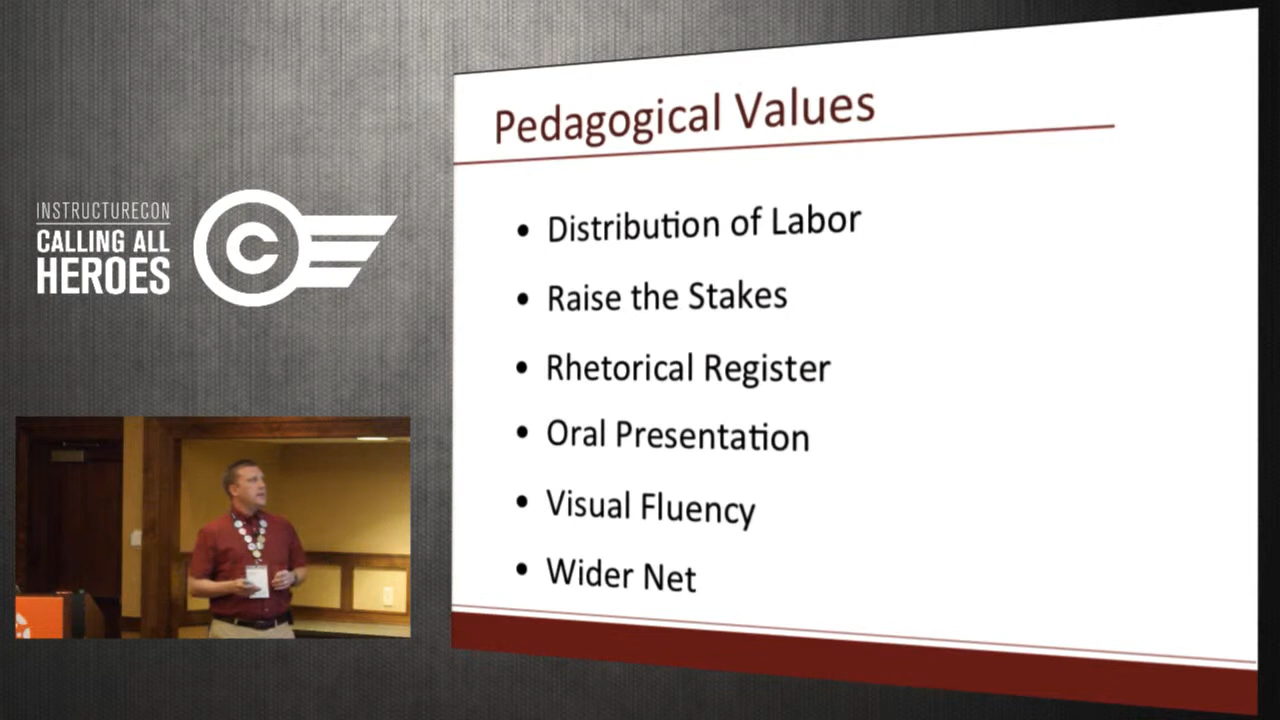 INSTRUCTURECON
CALLING ALL
HEROES
C
Pedagogical Values
• Distribution of Labor
• Raise the Stakes
• Rhetorical Register
• Oral Presentation
• Visual Fluency
• Wider Net